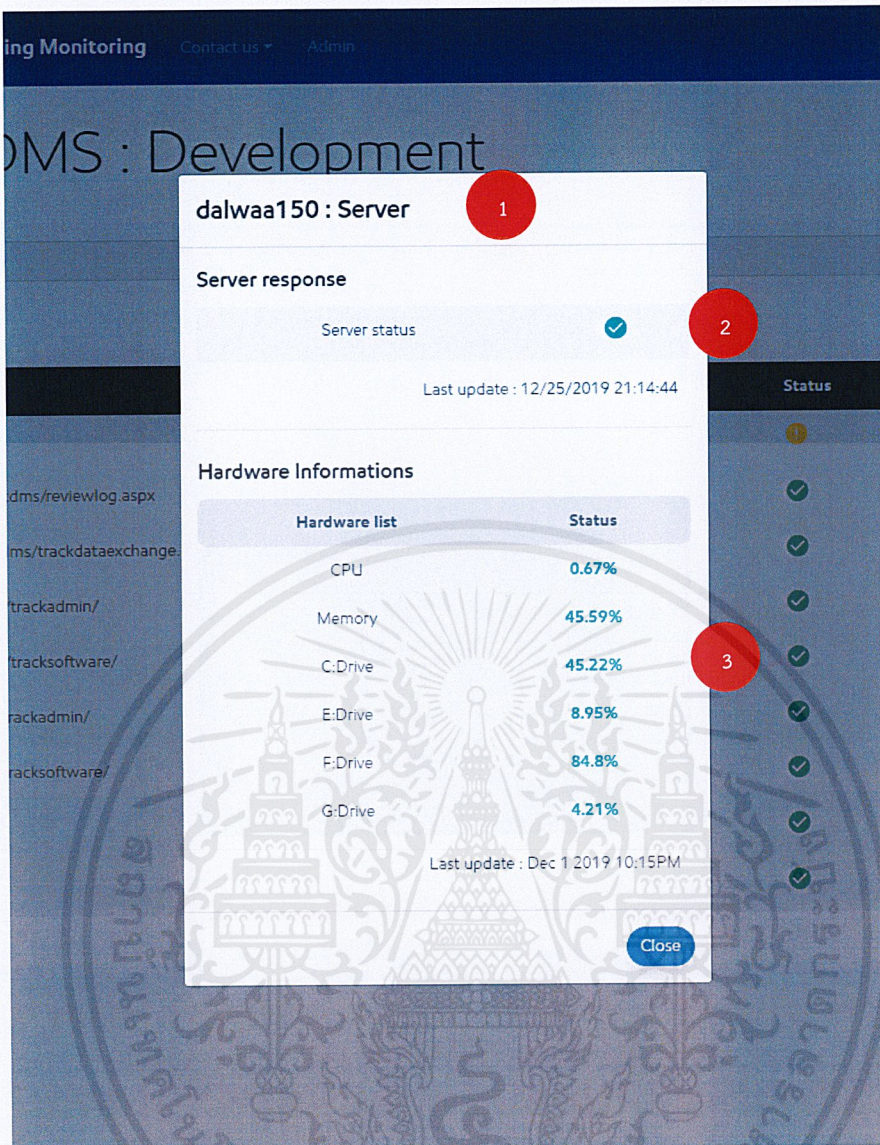 ing Monitoring Contact us Admin
DMS : Development
dalwaa150 : Server 1
Server response
Server status 2
Last update : 12/25/2019 21:14:44
Status
Hardware Informations
dms/reviewlog.aspx
Hardware list Status
ms/trackdataexchange.
CPU 0.67%
/trackadmin/
Memory 45.59%
/tracksoftware/
C:Drive 45.22% 3
rackadmin/
E:Drive 8.95%
racksoftware/
F:Drive 84.8%
G:Drive 4.21%
Last update : Dec 1 2019 10:15PM
Close